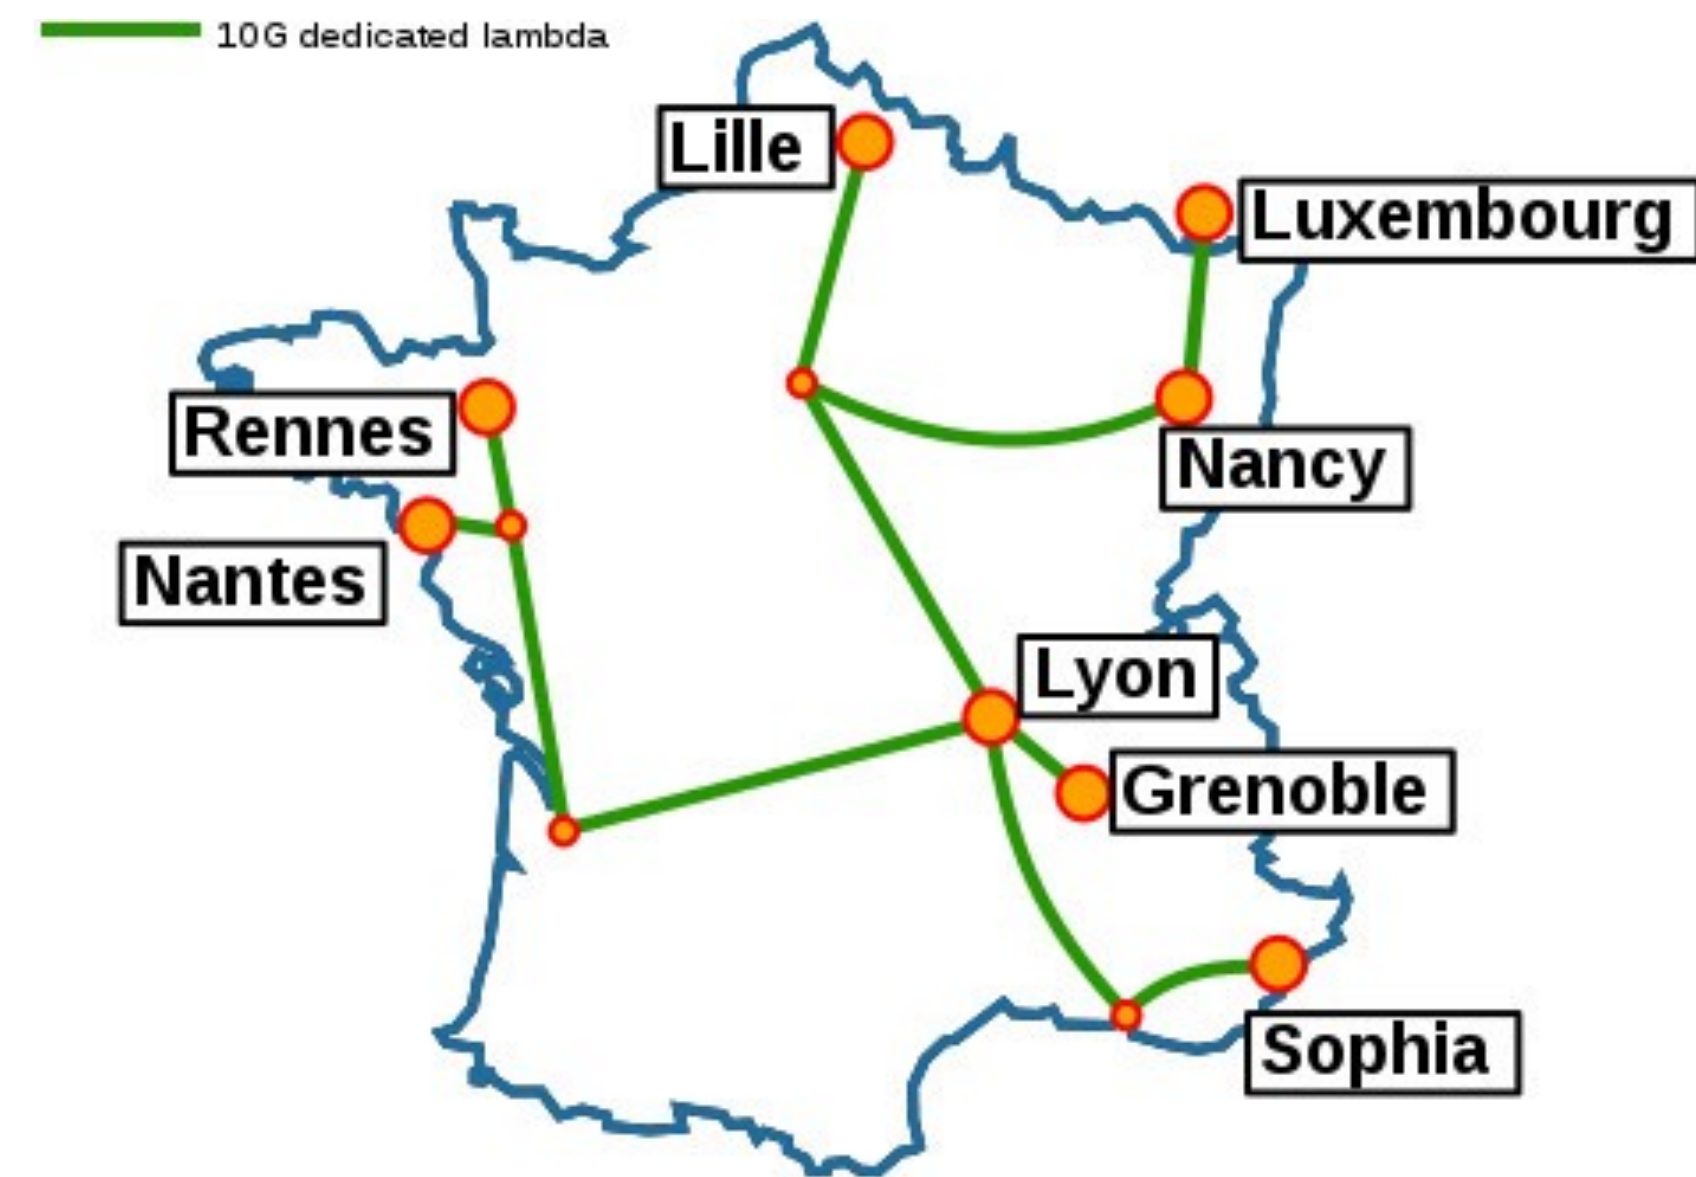 10G dedicated lambda
Lille
Luxembourg
Rennes
Nancy
Nantes
Lyon
Grenoble
Sophia